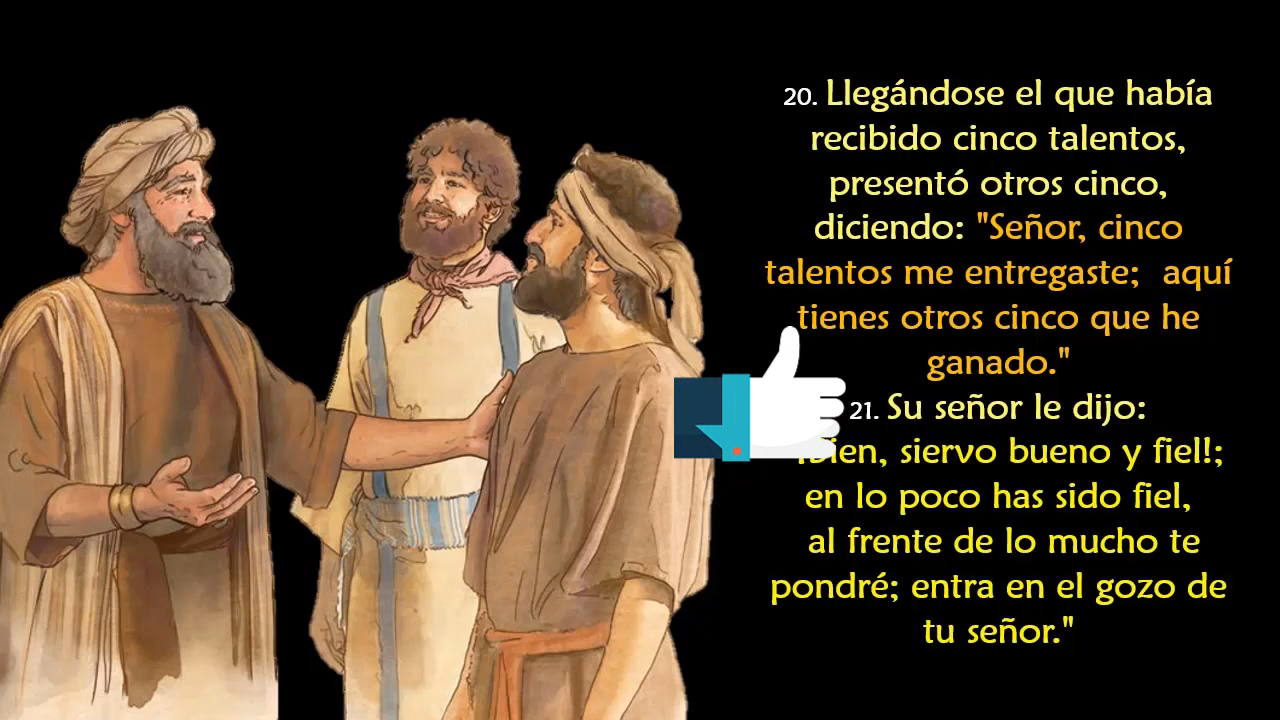 20. Llegándose el que había
recibido cinco talentos,
presentó otros cinco,
diciendo: "Señor, cinco
talentos me entregaste; aquí
tienes otros cinco que he
ganado."
21. Su señor le dijo:
¡Bien, siervo bueno y fiel!;
en lo poco has sido fiel,
al frente de lo mucho te
pondré; entra en el gozo de
tu señor."